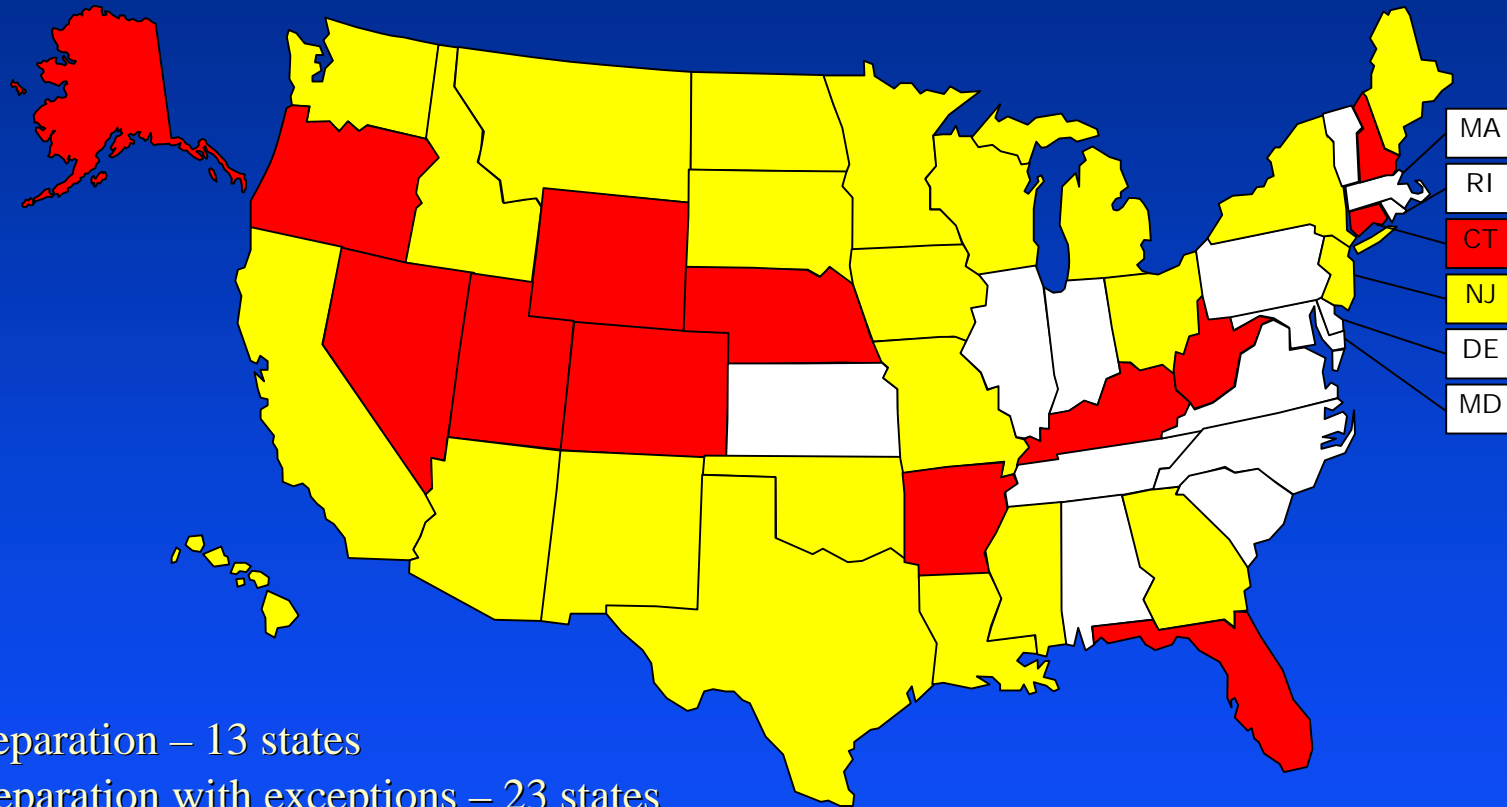 MA
RI
CT
NJ
DE
MD
eparation – 13 states
eparation with exceptions – 23 states